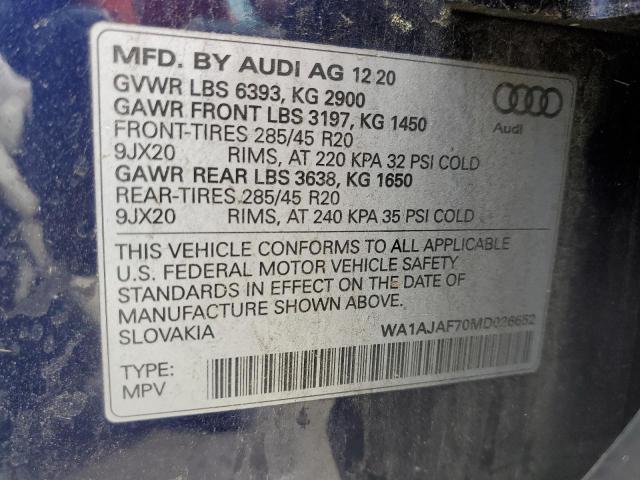 MFD. BY AUDI AG 12 20
GVWR LBS 6393, KG 2900
GAWR FRONT LBS 3197, KG 1450
FRONT-TIRES 285/45 R20
9JX20 RIMS, AT 220 KPA 32 PSI COLD
GAWR REAR LBS 3638, KG 1650
REAR-TIRES 285/45 R20
9JX20 RIMS, AT 240 KPA 35 PSI COLD
Audi
THIS VEHICLE CONFORMS TO ALL APPLICABLE
U.S. FEDERAL MOTOR VEHICLE SAFETY
STANDARDS IN EFFECT ON THE DATE OF
MANUFACTURE SHOWN ABOVE.
SLOVAKIA WA1AJAF70MD026652
TYPE:
MPV